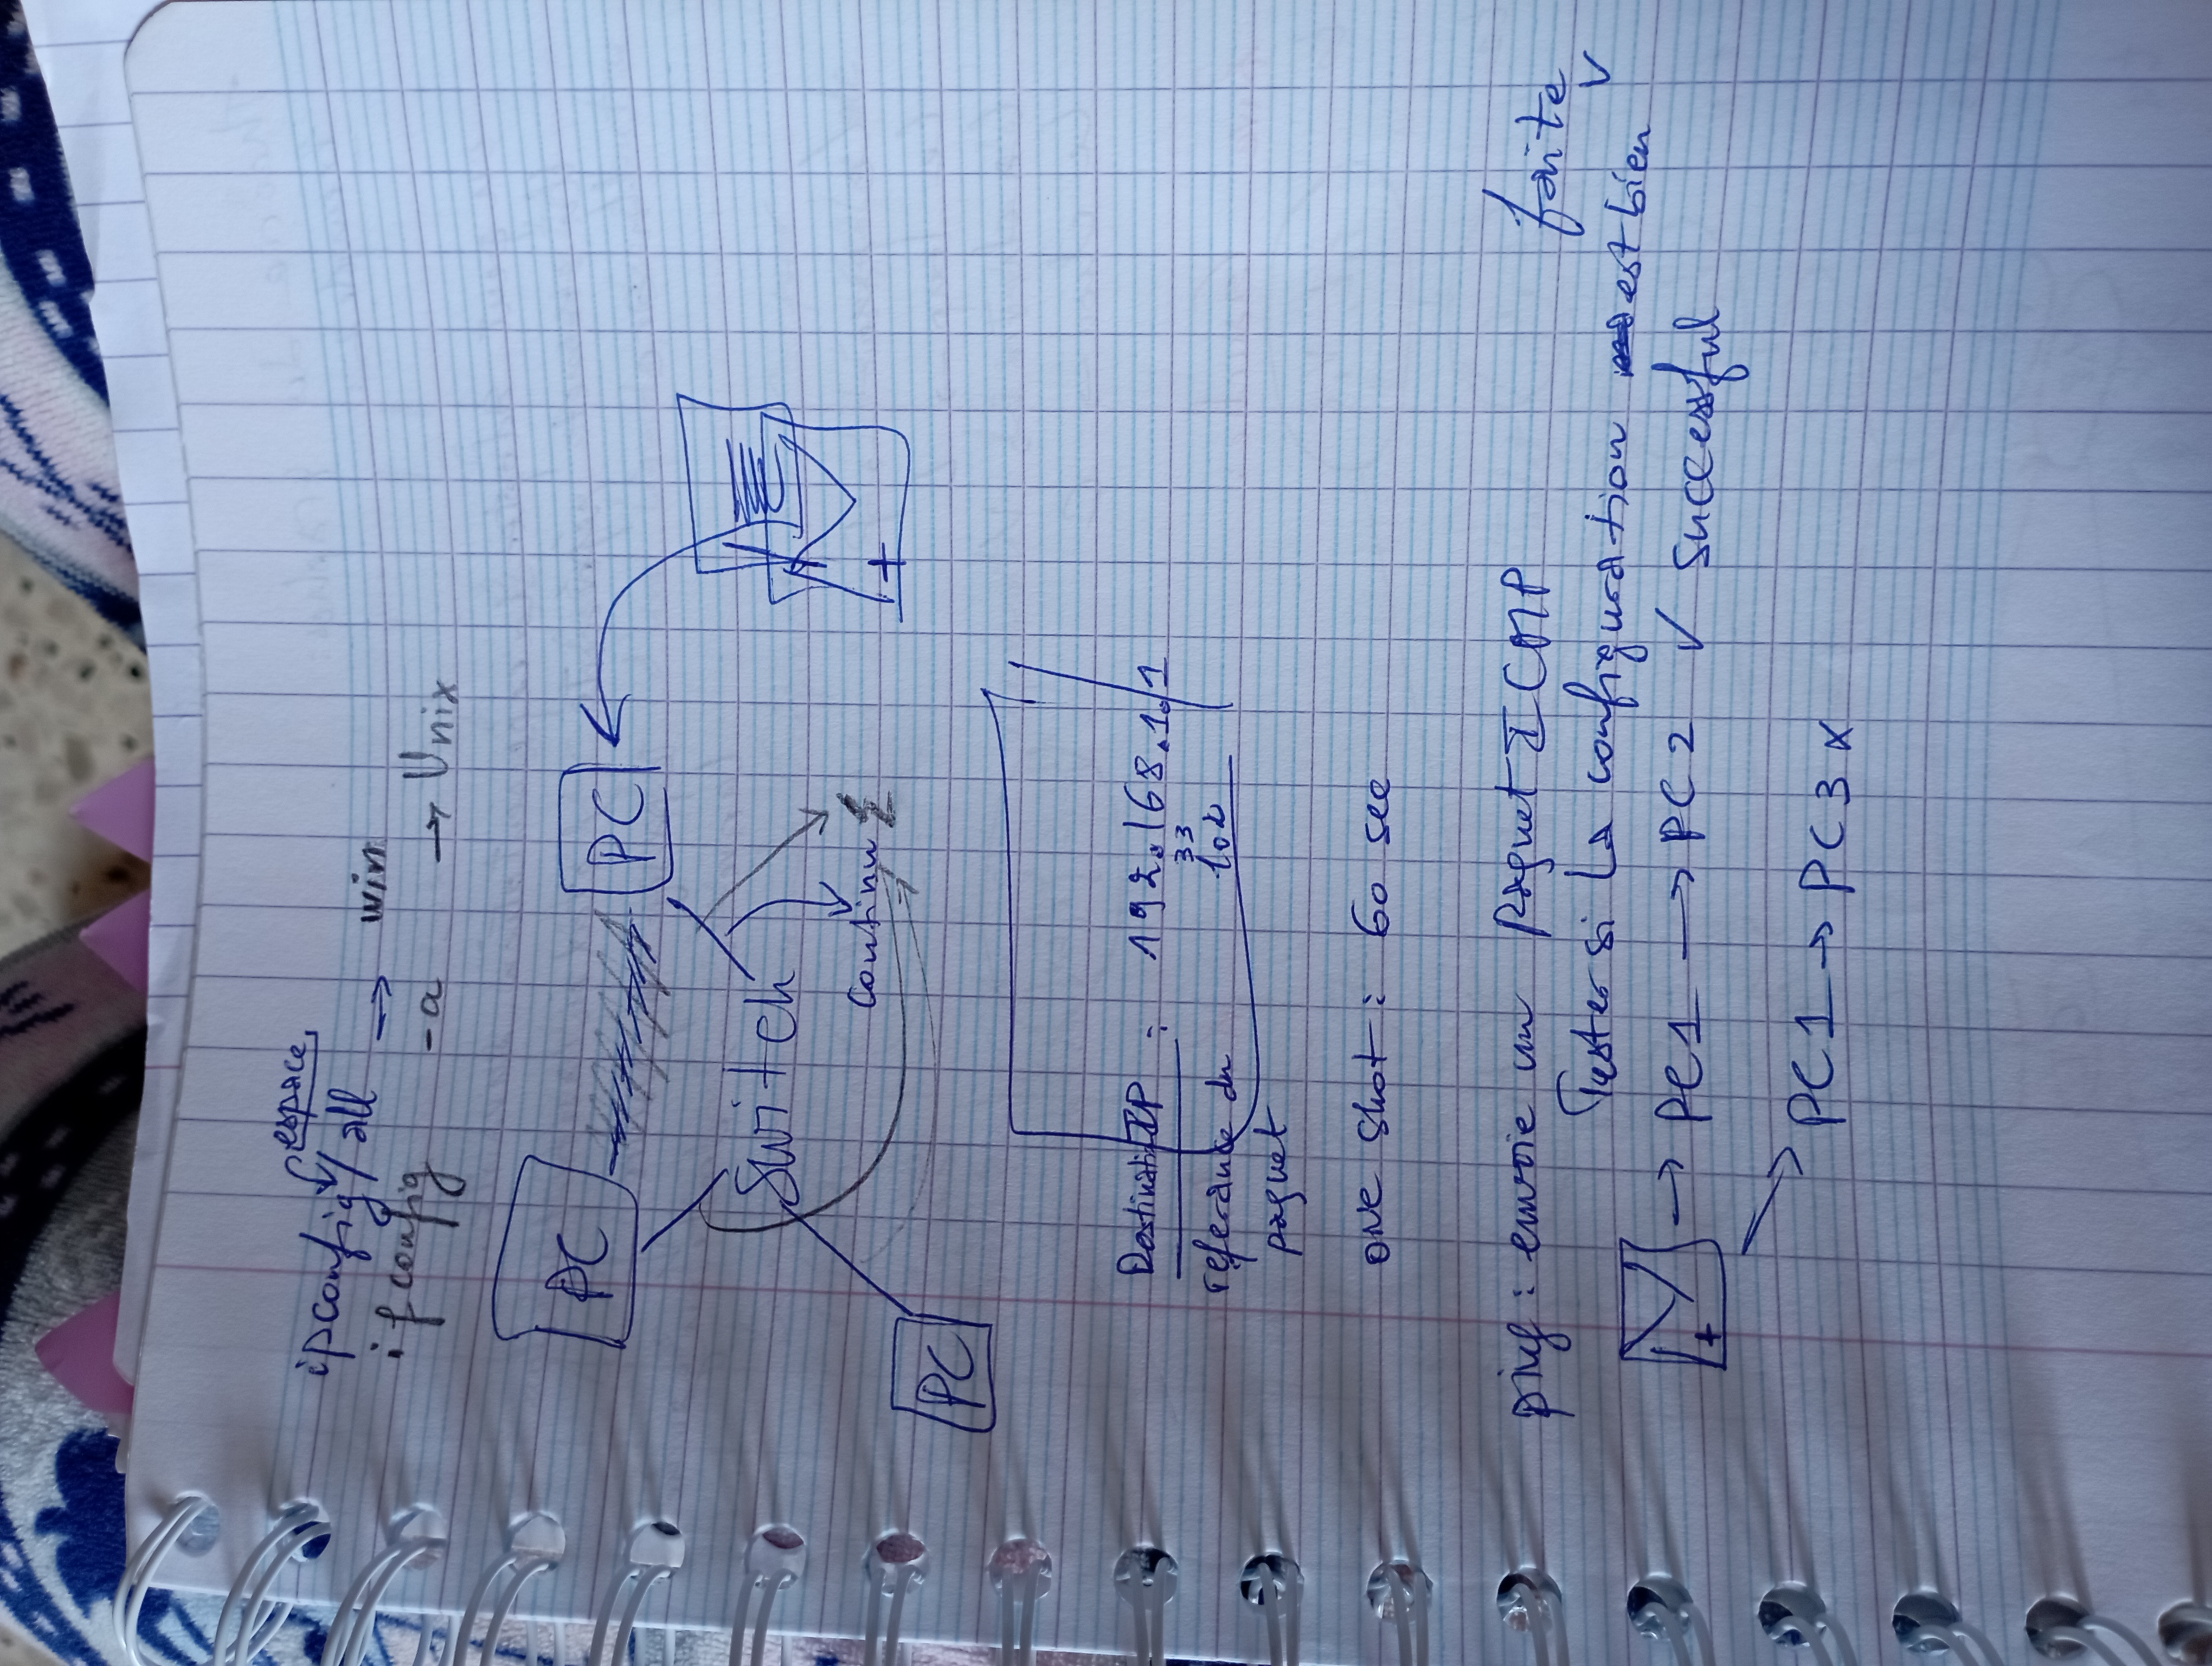 espace
ipconfig /all → win
ifconfig -a → Unix
PC
PC
Switch
continu
PC
Destinati IP : 192.168.1.1
33
referance du 102
paquet
one shot : 60 sec
ping : envoie un paquet ICMP
faite
Tester si la configuration est bien
+ → PC1 → PC2 ✓ successful
PC1 → PC3 x